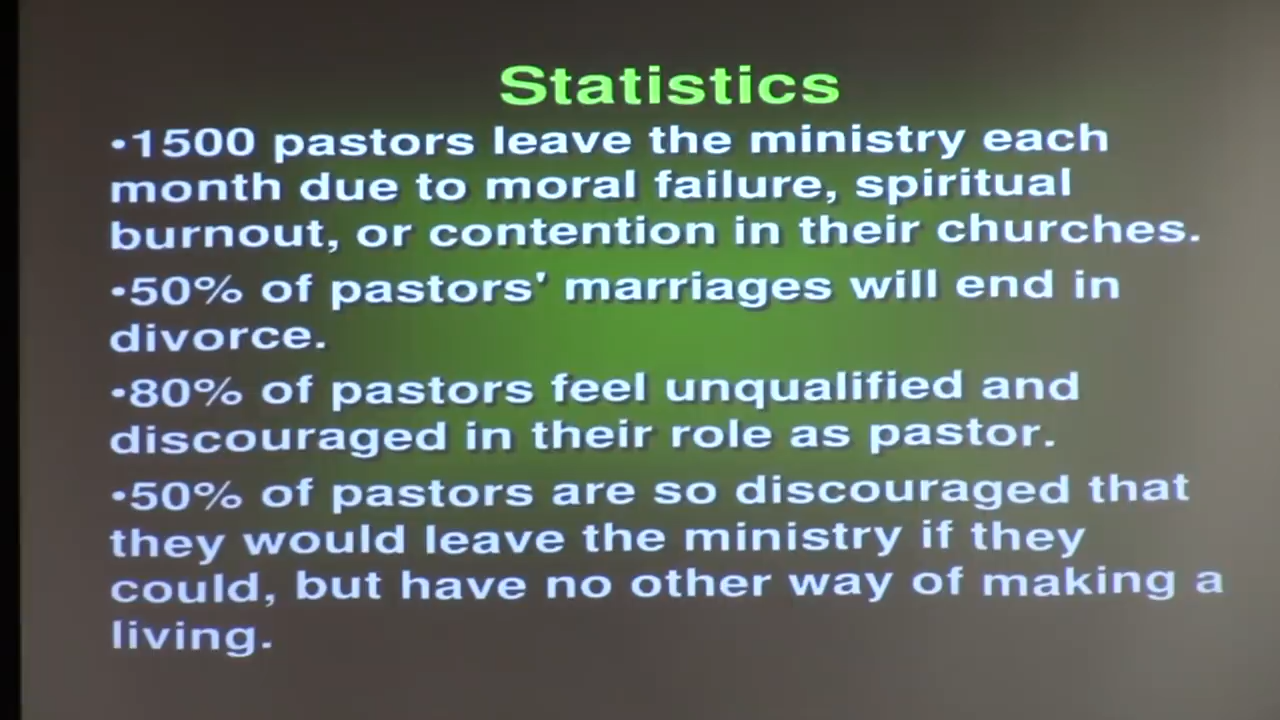 Statistics
•1500 pastors leave the ministry each
month due to moral failure, spiritual
burnout, or contention in their churches.
•50% of pastors' marriages will end in
divorce.
•80% of pastors feel unqualified and
discouraged in their role as pastor.
•50% of pastors are so discouraged that
they would leave the ministry if they
could, but have no other way of making a
living.